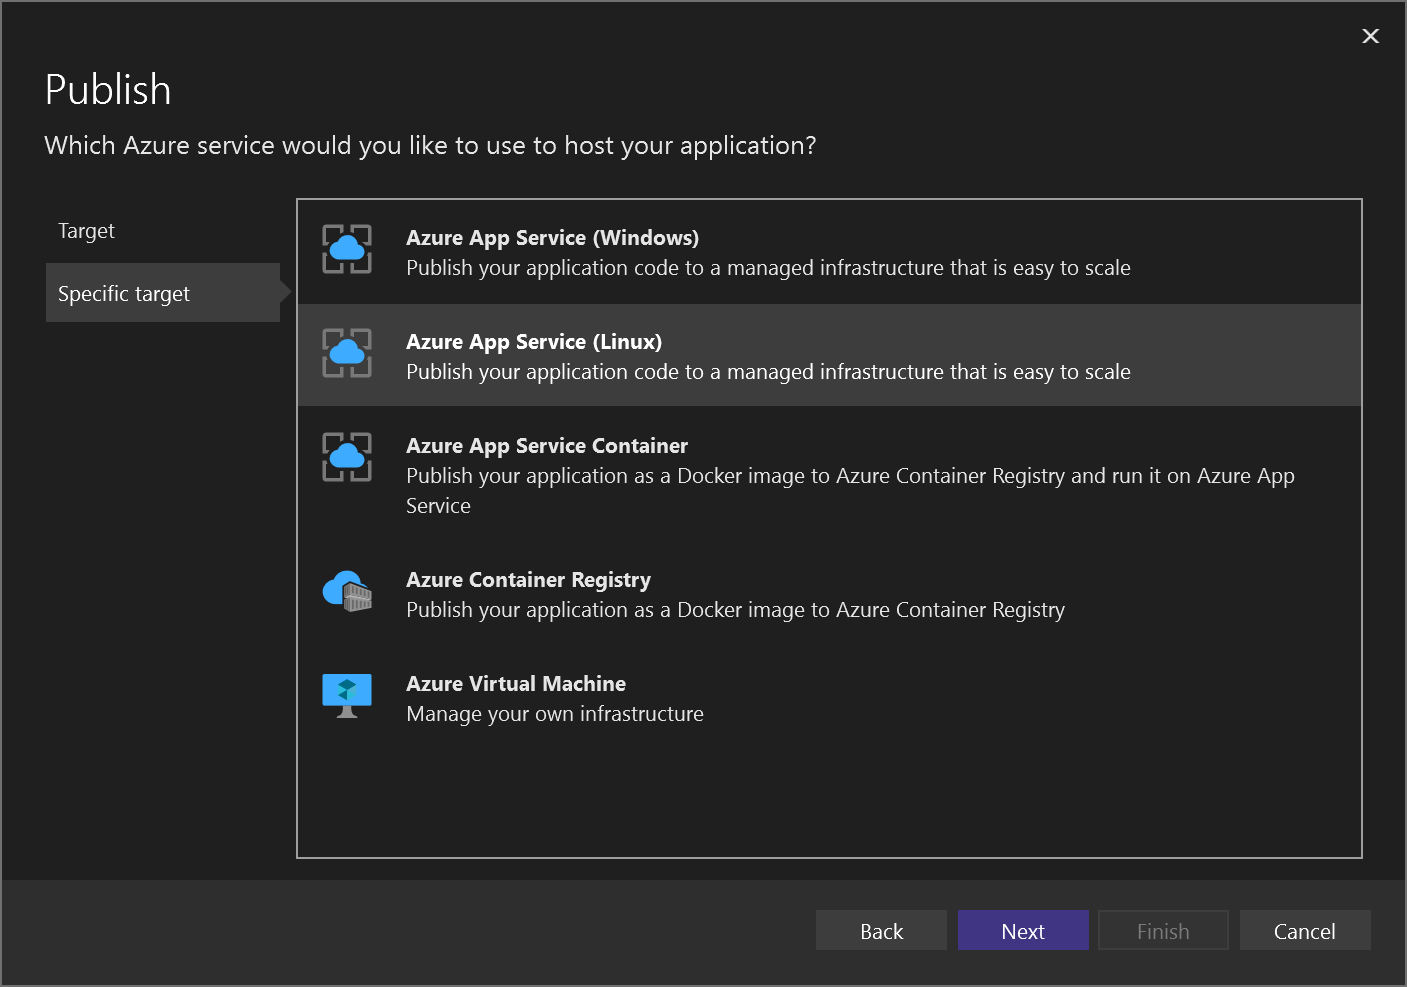 Publish
Which Azure service would you like to use to host your application?
Target
Specific target
Azure App Service (Windows)
Publish your application code to a managed infrastructure that is easy to scale
Azure App Service (Linux)
Publish your application code to a managed infrastructure that is easy to scale
Azure App Service Container
Publish your application as a Docker image to Azure Container Registry and run it on Azure App
Service
Azure Container Registry
Publish your application as a Docker image to Azure Container Registry
Azure Virtual Machine
Manage your own infrastructure
Back
Next
Finish
Cancel